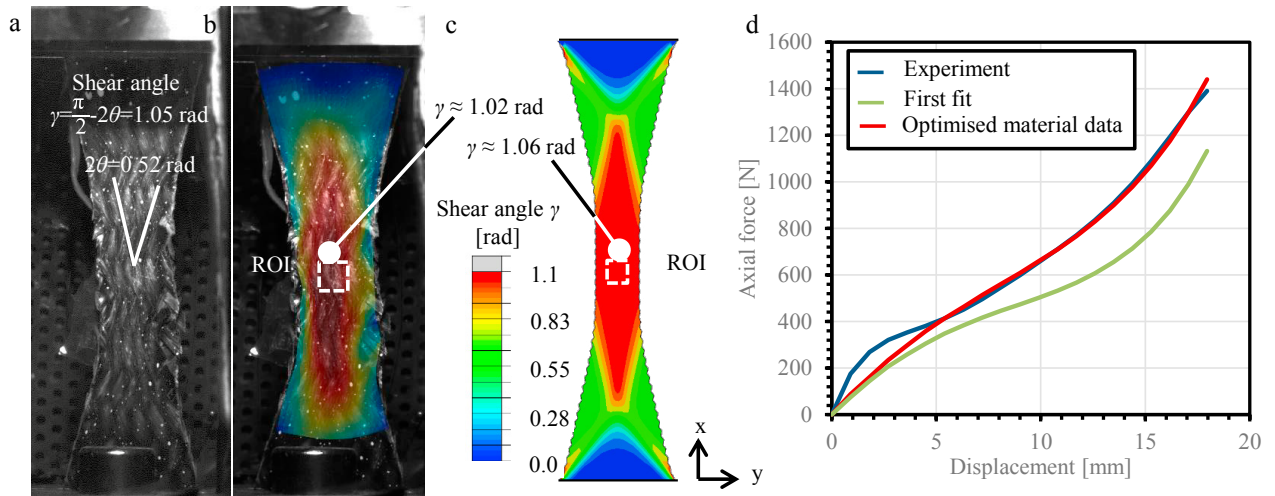 a
Shear angle
γ=π/2-2θ=1.05 rad
2θ=0.52 rad
b
ROI
c
γ ≈ 1.02 rad
γ ≈ 1.06 rad
Shear angle γ
[rad]
1.1
0.83
0.55
0.28
0.0
ROI
x
y
d
Axial force [N]
1600
1400
1200
1000
800
600
400
200
0
Experiment
First fit
Optimised material data
0 5 10 15 20
Displacement [mm]